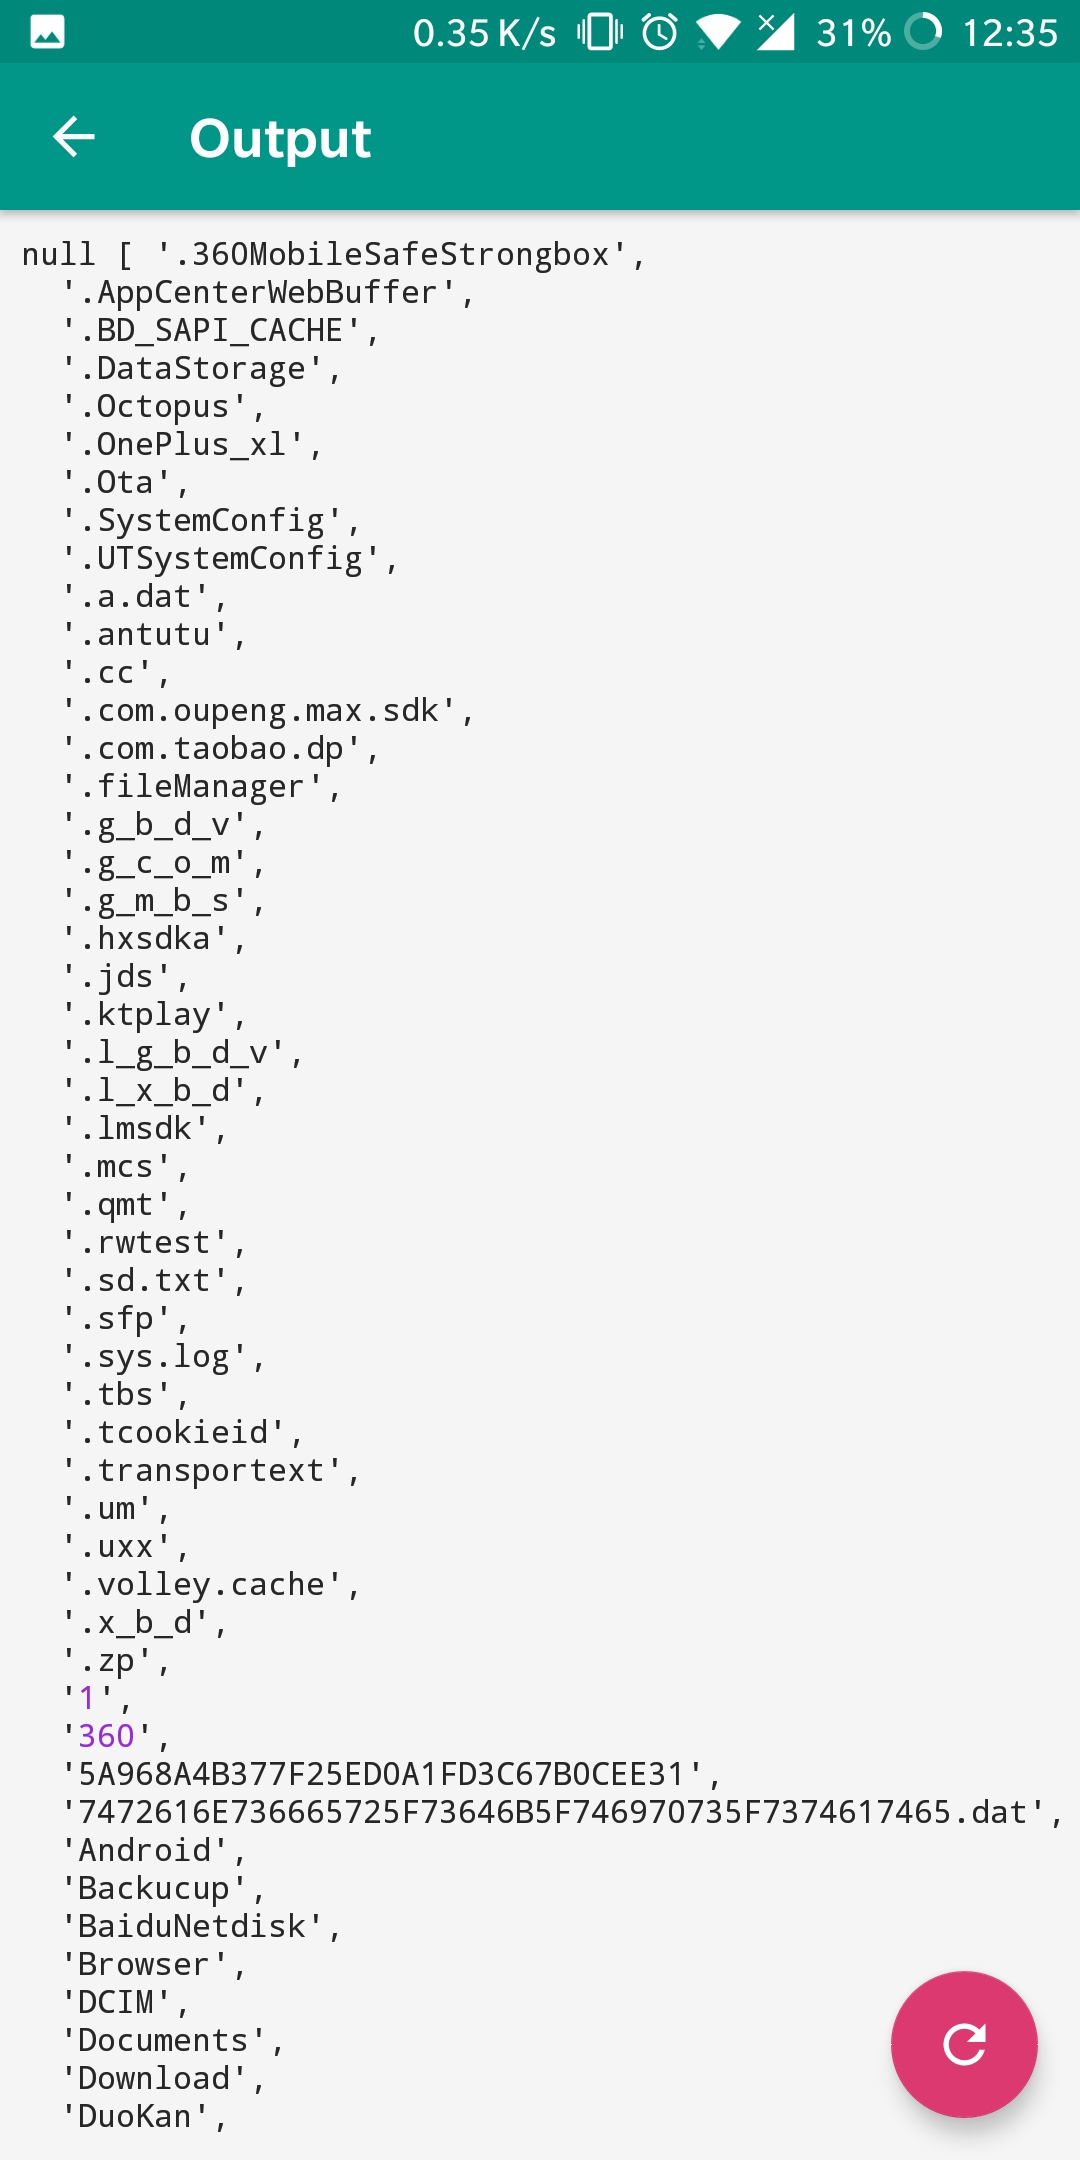 0.35 K/s 31% 12:35
Output
null [ '.360MobileSafeStrongbox',
'.AppCenterWebBuffer',
'.BD_SAPI_CACHE',
'.DataStorage',
'.Octopus',
'.OnePlus_xl',
'.Ota',
'.SystemConfig',
'.UTSystemConfig',
'.a.dat',
'.antutu',
'.cc',
'.com.oupeng.max.sdk',
'.com.taobao.dp',
'.fileManager',
'.g_b_d_v',
'.g_c_o_m',
'.g_m_b_s',
'.hxsdka',
'.jds',
'.ktplay',
'.l_g_b_d_v',
'.l_x_b_d',
'.lmsdk',
'.mcs',
'.qmt',
'.rwtest',
'.sd.txt',
'.sfp',
'.sys.log',
'.tbs',
'.tcookieid',
'.transportext',
'.um',
'.uxx',
'.volley.cache',
'.x_b_d',
'.zp',
'1',
'360',
'5A968A4B377F25ED0A1FD3C67B0CEE31',
'7472616E736665725F73646B5F746970735F7374617465.dat',
'Android',
'Backucup',
'BaiduNetdisk',
'Browser',
'DCIM',
'Documents',
'Download',
'DuoKan',